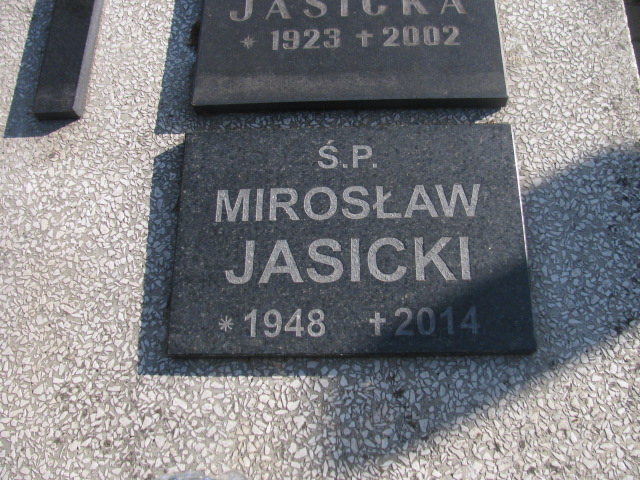 JASICKA
* 1923 † 2002
Ś.P.
MIROSŁAW
JASICKI
* 1948 † 2014